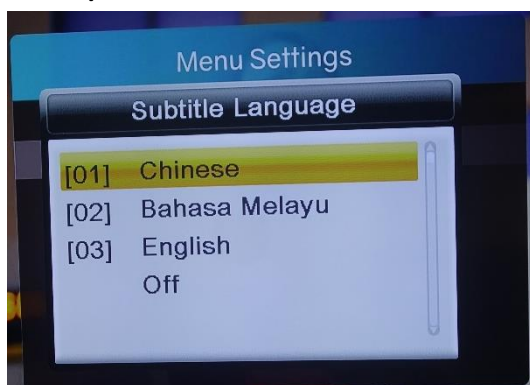 Menu Settings
Subtitle Language
[01] Chinese
[02] Bahasa Melayu
[03] English
Off